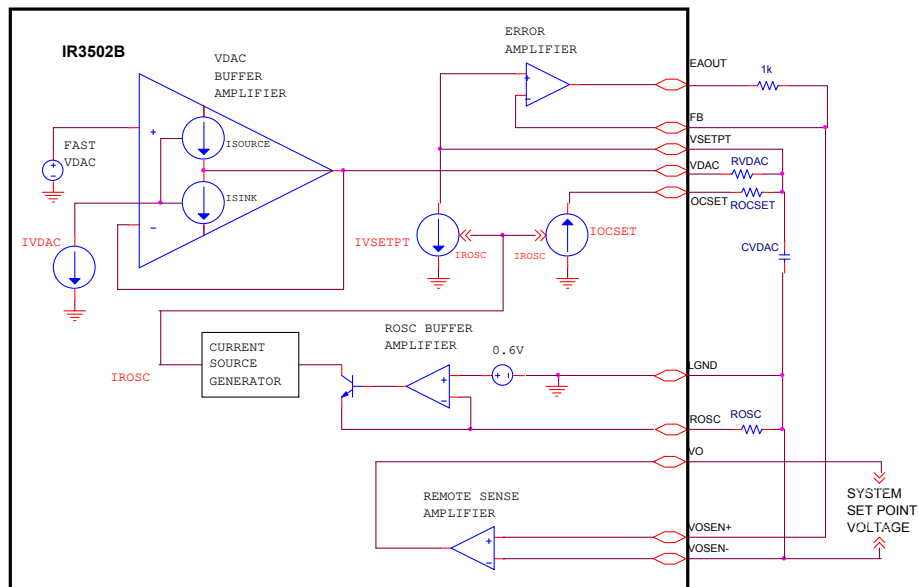 IR3502B
VDAC
BUFFER
AMPLIFIER
ERROR
AMPLIFIER
EAOUT
1k
+
-
+
-
FB
FAST
VDAC
+
-
ISOURCE
ISINK
VSETPT
VDAC
RVDAC
OCSET
ROCSET
IVDAC
IVSETPT
IROSC
IROSC
IOCSET
CVDAC
ROSC BUFFER
AMPLIFIER
0.6V
CURRENT
SOURCE
GENERATOR
IROSC
+
-
+
-
LGND
ROSC
ROSC
VO
REMOTE SENSE
AMPLIFIER
+
-
VOSEN+
VOSEN-
SYSTEM
SET POINT
VOLTAGE